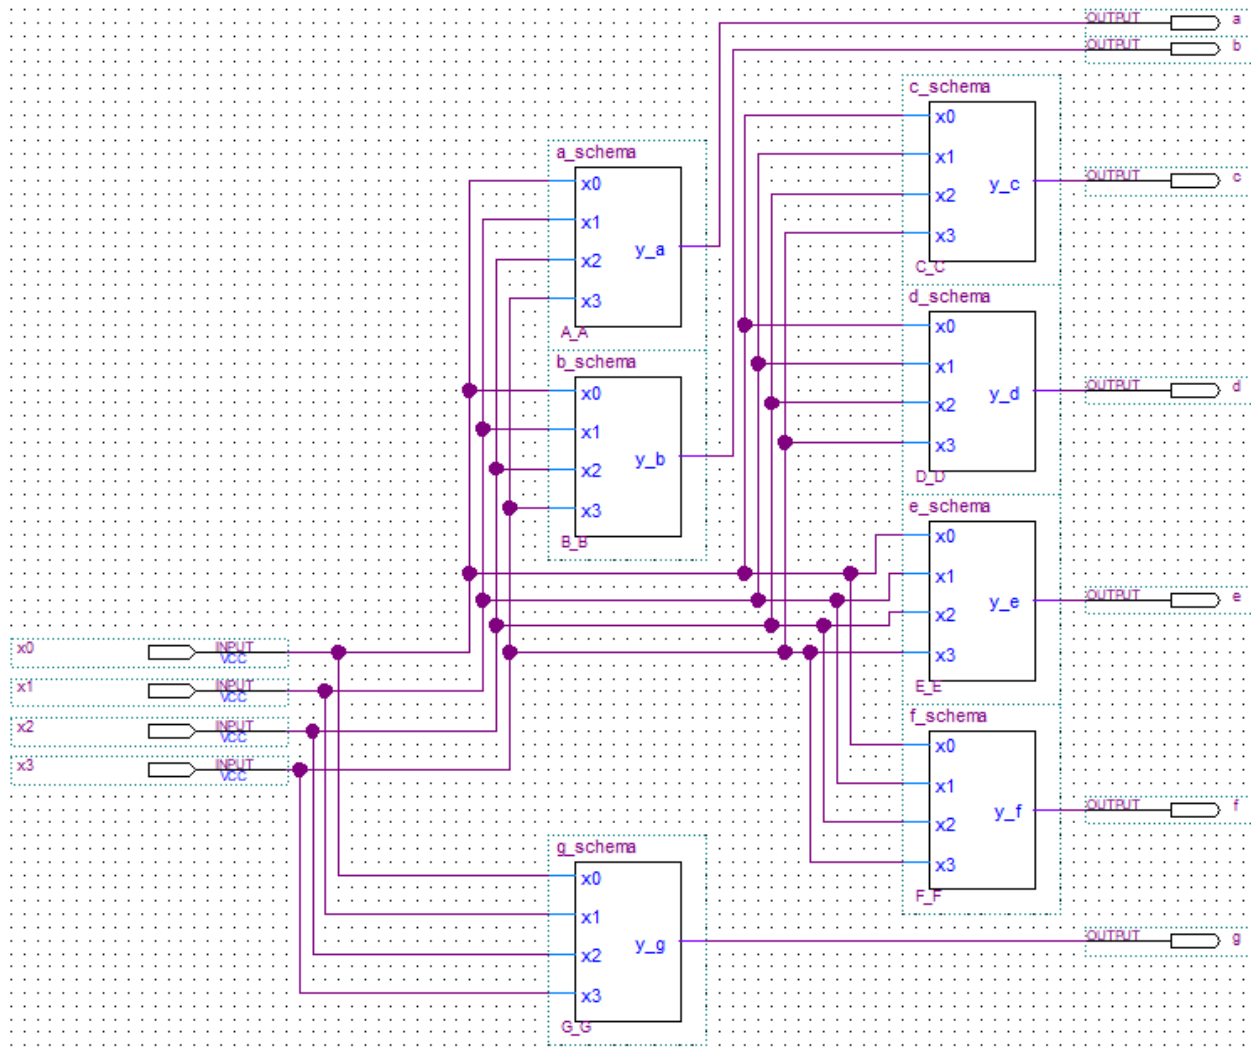 OUTPUT a
OUTPUT b
c_schema
x0
x1
x2
x3
y_c
C_C
OUTPUT c
a_schema
x0
x1
x2
x3
y_a
A_A
d_schema
x0
x1
x2
x3
y_d
D_D
OUTPUT d
b_schema
x0
x1
x2
x3
y_b
B_B
e_schema
x0
x1
x2
x3
y_e
E_E
OUTPUT e
x0 INPUT
VCC
x1 INPUT
VCC
x2 INPUT
VCC
x3 INPUT
VCC
f_schema
x0
x1
x2
x3
y_f
F_F
OUTPUT f
g_schema
x0
x1
x2
x3
y_g
G_G
OUTPUT g